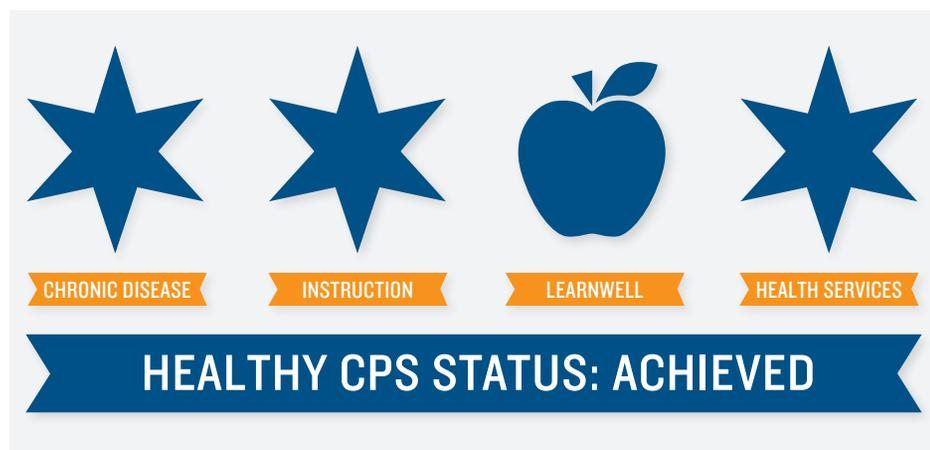 CHRONIC DISEASE
INSTRUCTION
LEARNWELL
HEALTH SERVICES
HEALTHY CPS STATUS: ACHIEVED